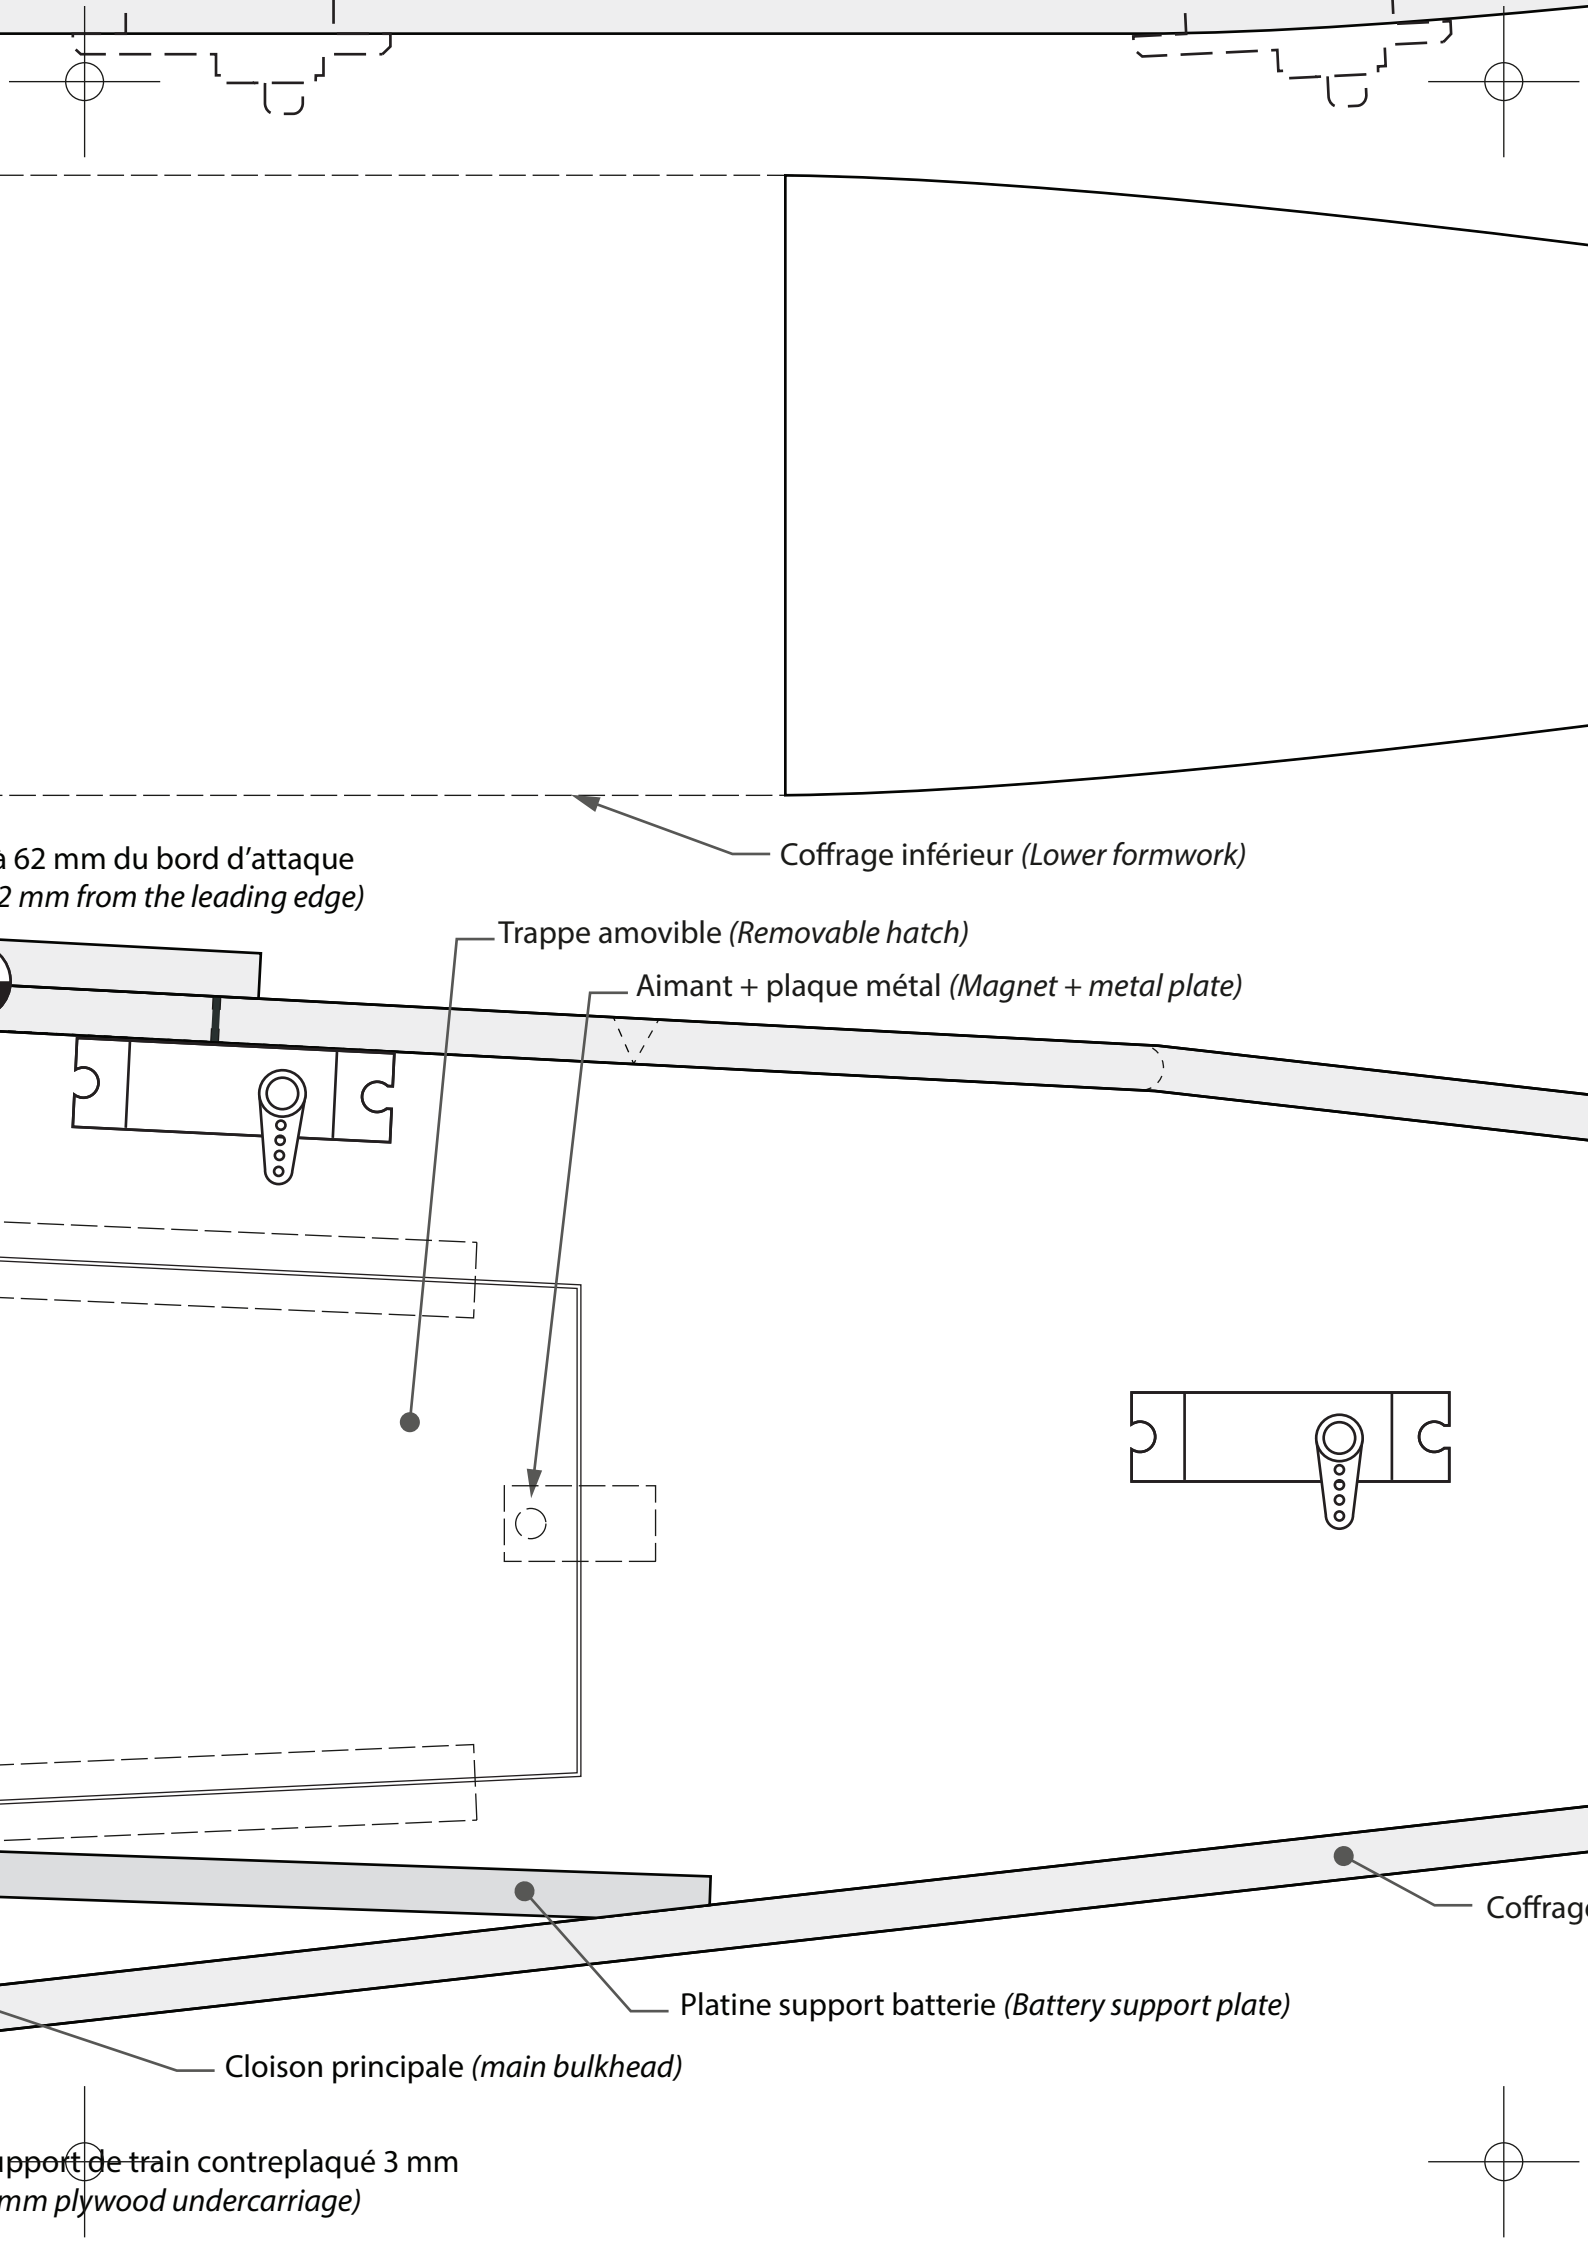 Coffrage inférieur (Lower formwork)
à 62 mm du bord d’attaque
2 mm from the leading edge)
Trappe amovible (Removable hatch)
Aimant + plaque métal (Magnet + metal plate)
Coffrage
Platine support batterie (Battery support plate)
Cloison principale (main bulkhead)
upport de train contreplaqué 3 mm
mm plywood undercarriage)